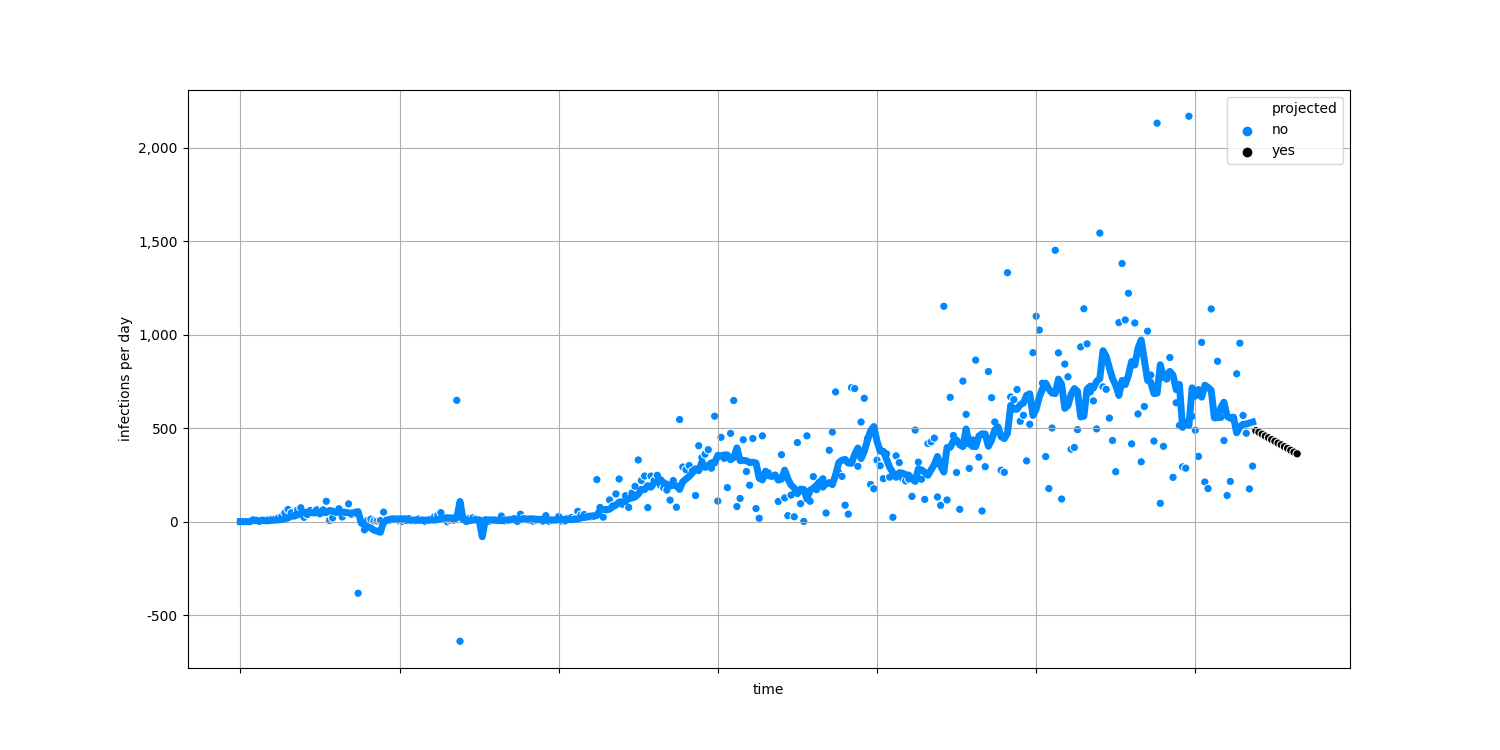 projected
no
yes
2,000
1,500
1,000
500
0
-500
infections per day
time